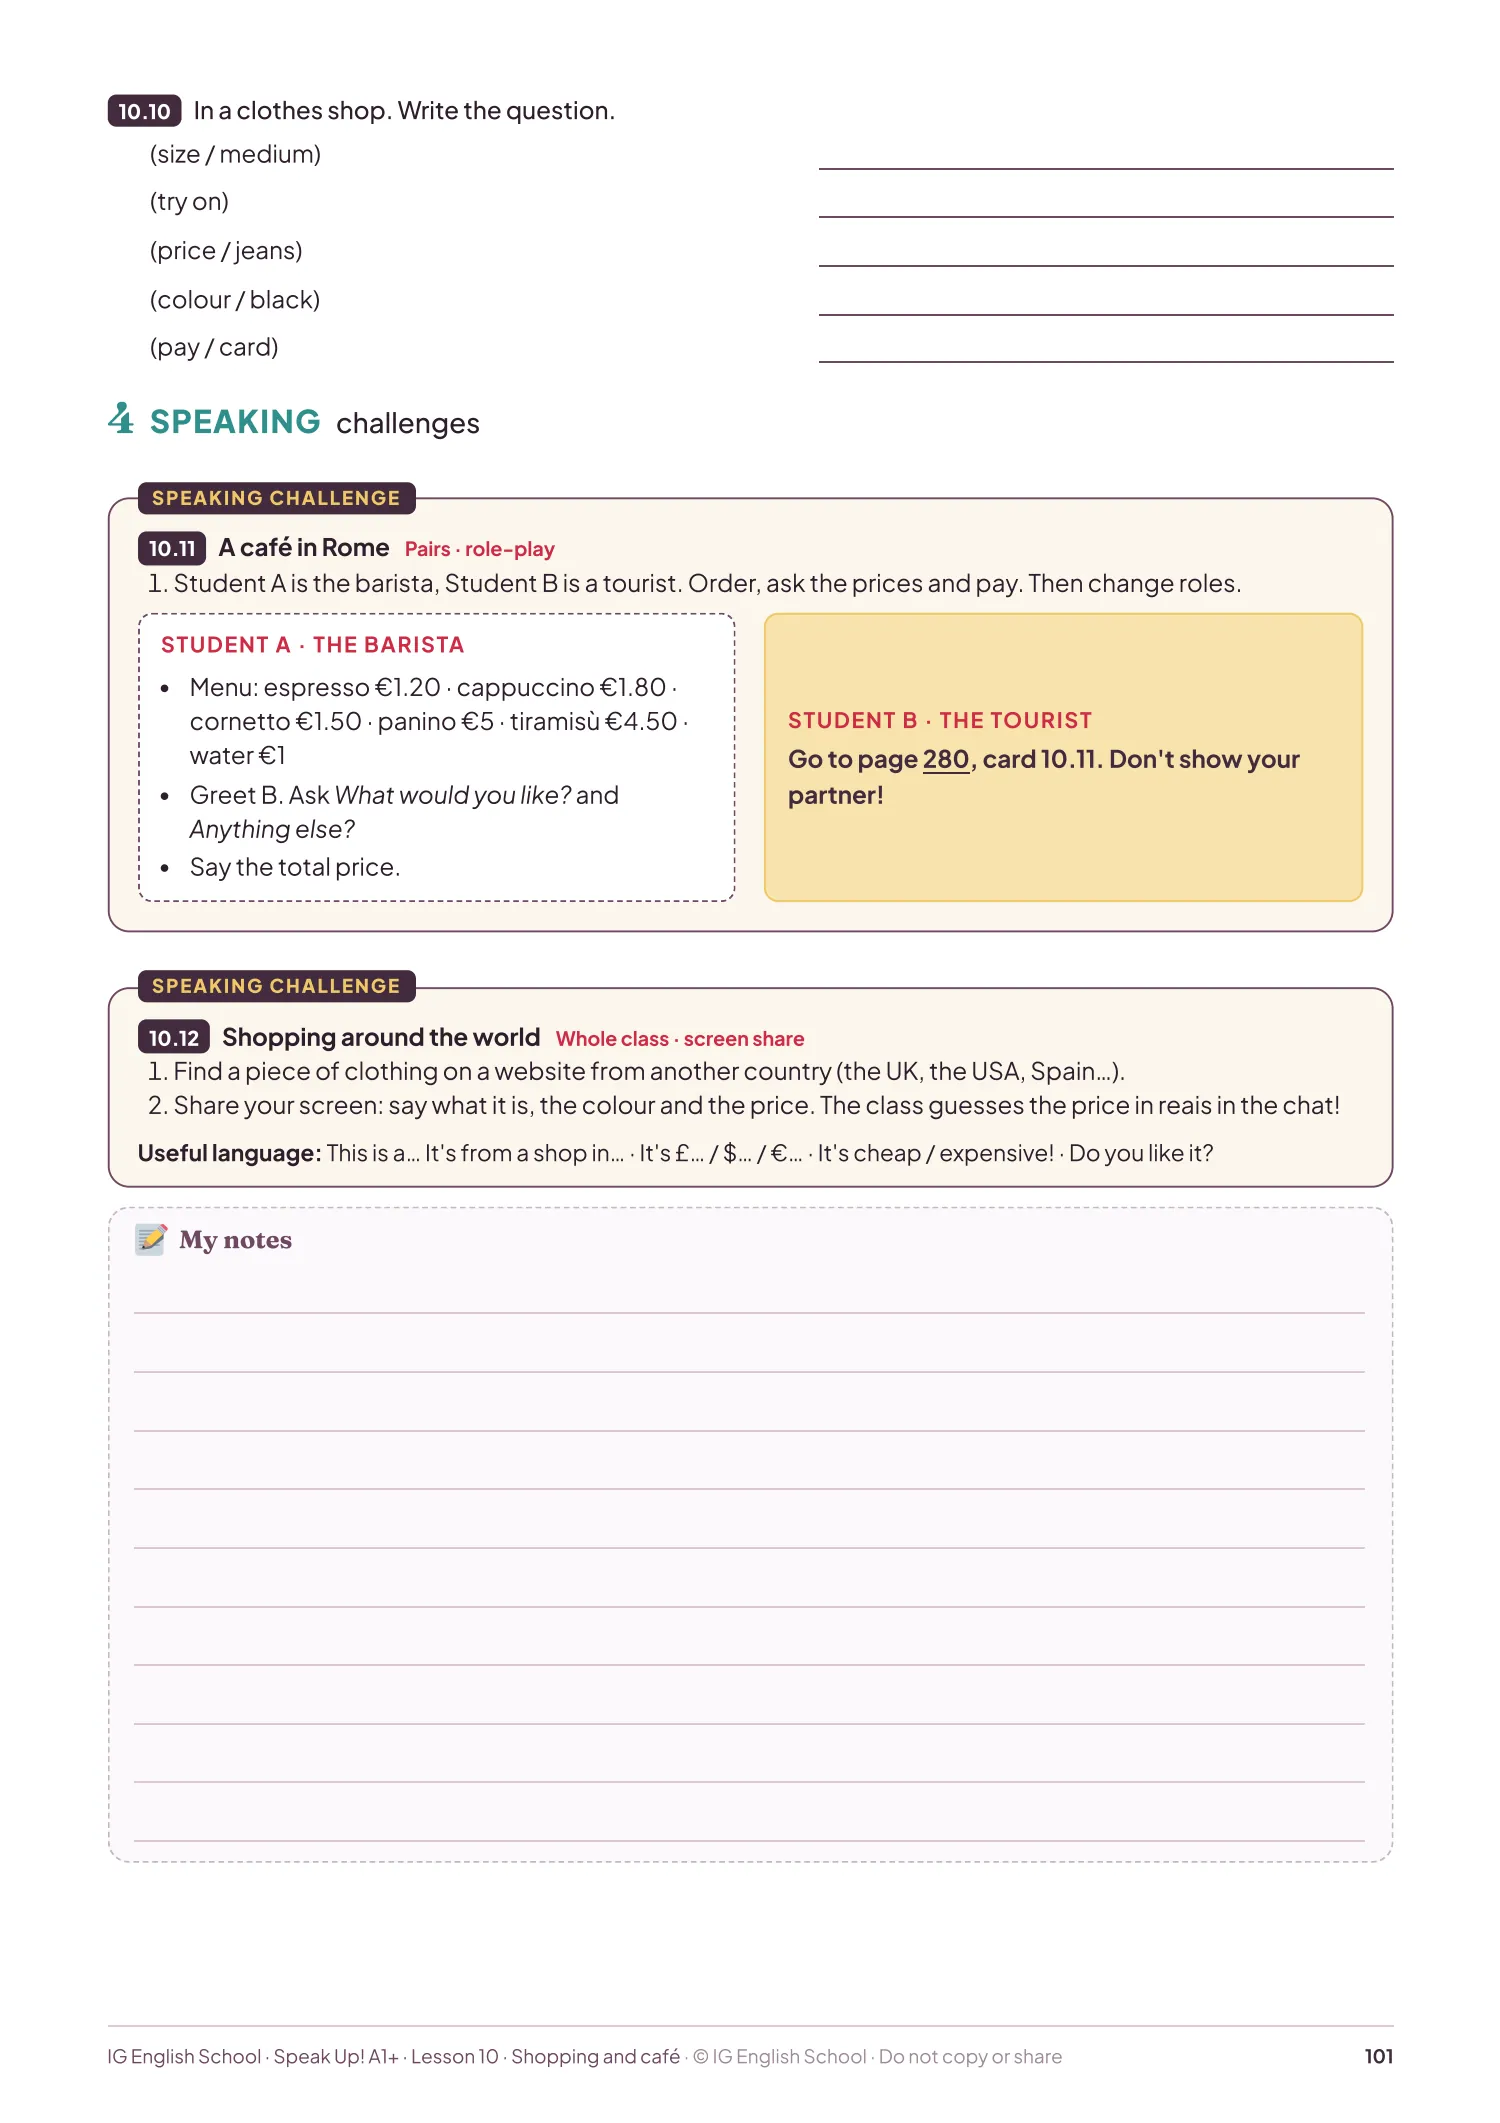 10.10 In a clothes shop. Write the question.
(size / medium)
(try on)
(price / jeans)
(colour / black)
(pay / card)
4 SPEAKING challenges
SPEAKING CHALLENGE
10.11 A café in Rome Pairs · role-play
1. Student A is the barista, Student B is a tourist. Order, ask the prices and pay. Then change roles.
STUDENT A · THE BARISTA
• Menu: espresso €1.20 · cappuccino €1.80 ·
cornetto €1.50 · panino €5 · tiramisù €4.50 ·
water €1
• Greet B. Ask What would you like? and
Anything else?
• Say the total price.
STUDENT B · THE TOURIST
Go to page 280, card 10.11. Don't show your
partner!
SPEAKING CHALLENGE
10.12 Shopping around the world Whole class · screen share
1. Find a piece of clothing on a website from another country (the UK, the USA, Spain…).
2. Share your screen: say what it is, the colour and the price. The class guesses the price in reais in the chat!
Useful language: This is a… It's from a shop in… · It's £… / $… / €… · It's cheap / expensive! · Do you like it?
My notes
IG English School · Speak Up! A1+ · Lesson 10 · Shopping and café · © IG English School · Do not copy or share
101